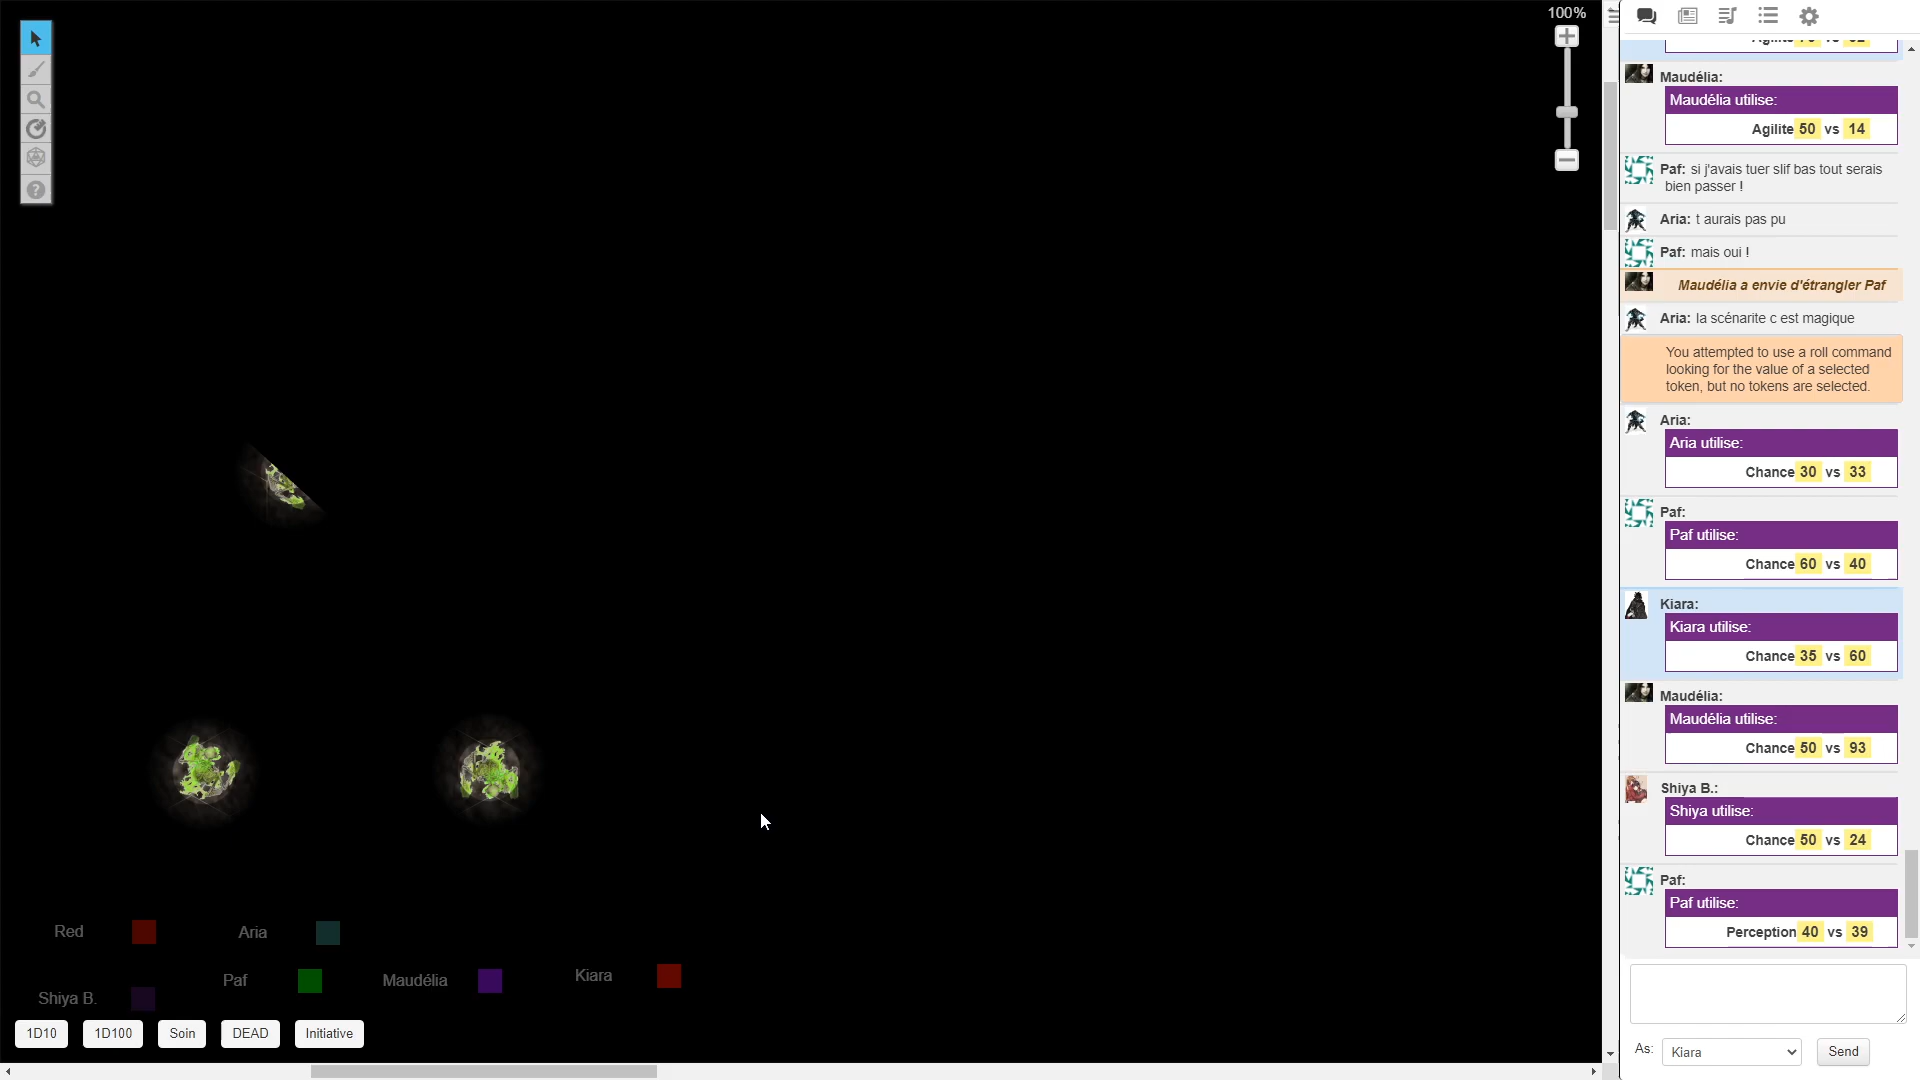 100%
Maudélia:
Maudélia utilise:
Agilite 50 vs 14
Paf: si j'avais tuer slif bas tout serais
bien passer !
Aria: t aurais pas pu
Paf: mais oui !
Maudélia a envie d'étrangler Paf
Aria: la scénarite c est magique
You attempted to use a roll command
looking for the value of a selected
token, but no tokens are selected.
Aria:
Aria utilise:
Chance 30 vs 33
Paf:
Paf utilise:
Chance 60 vs 40
Kiara:
Kiara utilise:
Chance 35 vs 60
Maudélia:
Maudélia utilise:
Chance 50 vs 93
Shiya B.:
Shiya utilise:
Chance 50 vs 24
Paf:
Paf utilise:
Perception 40 vs 39
Red
Aria
Paf
Maudélia
Kiara
Shiya B.
1D10
1D100
Soin
DEAD
Initiative
As:
Kiara
Send